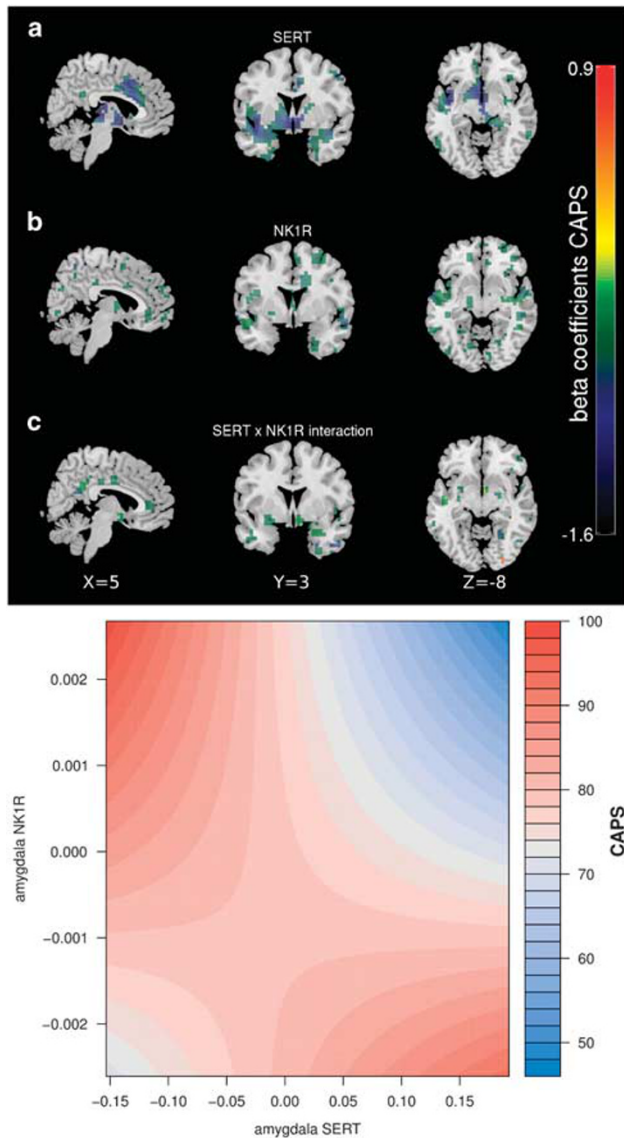 a
SERT
0.9
b
NK1R
beta coefficients CAPS
c
SERT x NK1R interaction
-1.6
X=5
Y=3
Z=-8
100
0.002
90
0.001
80
amygdala NK1R
0.000
CAPS
70
−0.001
60
−0.002
50
−0.15
−0.10
−0.05
0.00
0.05
0.10
0.15
amygdala SERT